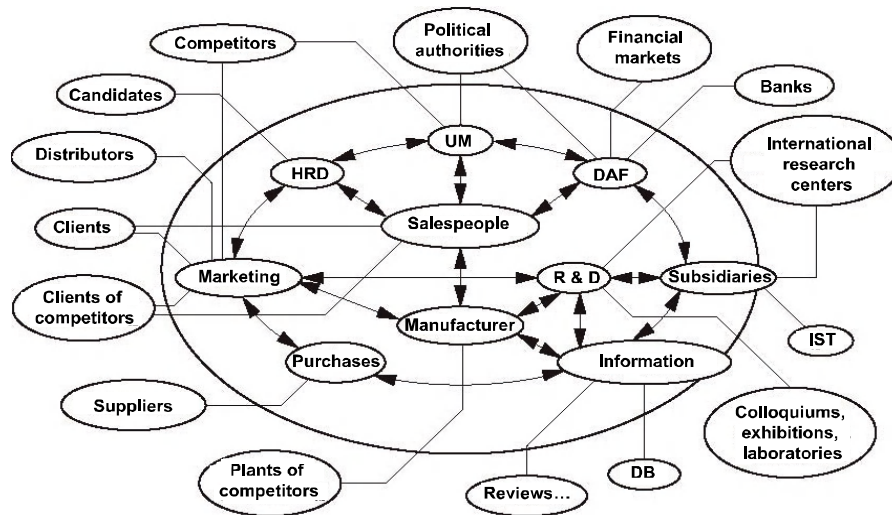 Competitors
Political
authorities
Financial
markets
Candidates
Banks
UM
International
research
centers
Distributors
HRD
DAF
Clients
Salespeople
Marketing
R & D
Subsidiaries
Clients of
competitors
Manufacturer
IST
Purchases
Information
Suppliers
Colloquiums,
exhibitions,
laboratories
Plants of
competitors
DB
Reviews...